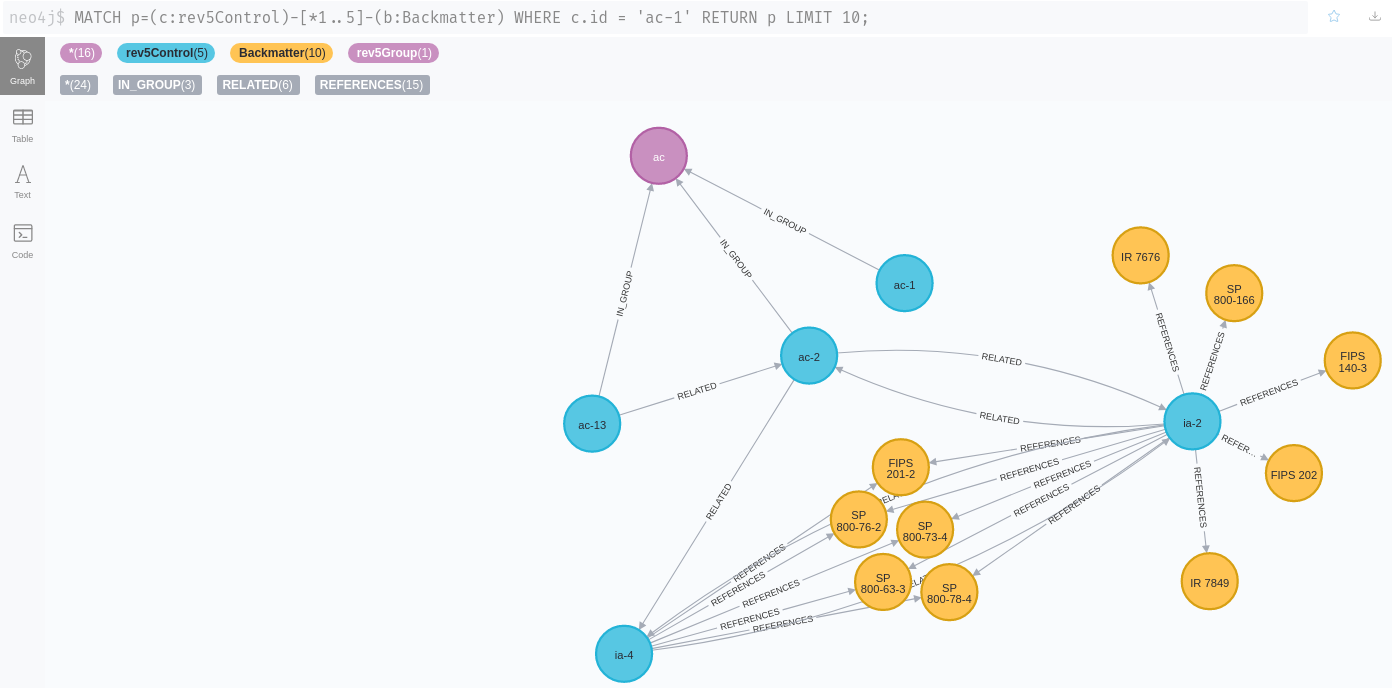 neo4j$ MATCH p=(c:rev5Control)-[*1..5]-(b:Backmatter) WHERE c.id = 'ac-1' RETURN p LIMIT 10;
*(16) rev5Control(5) Backmatter(10) rev5Group(1)
*(24) IN_GROUP(3) RELATED(6) REFERENCES(15)
Graph
Table
Text
Code
ac
IN_GROUP
IN_GROUP
IN_GROUP
ac-1
ac-2
ac-13
RELATED
RELATED
RELATED
RELATED
IR 7676
SP
800-166
FIPS
140-3
ia-2
REFERENCES
REFERENCES
REFERENCES
REFER...
REFERENCES
FIPS 202
IR 7849
FIPS
201-2
SP
800-76-2
SP
800-73-4
SP
800-63-3
SP
800-78-4
REFERENCES
REFERENCES
REFERENCES
REFERENCES
REFERENCES
REFERENCES
REFERENCES
REFERENCES
REFERENCES
REFERENCES
ia-4